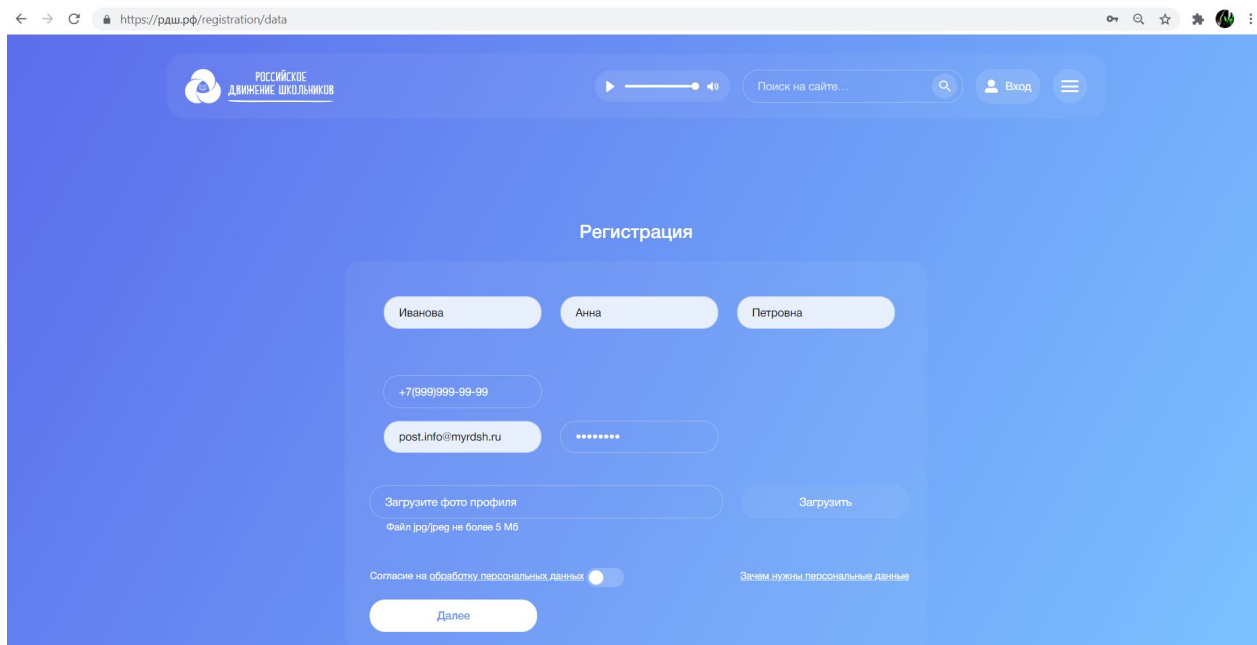 https://рдш.рф/registration/data
РОССИЙСКОЕ
ДВИЖЕНИЕ ШКОЛЬНИКОВ
Поиск на сайте...
Вход
Регистрация
Иванова Анна Петровна
+7(999)999-99-99
post.info@myrdsh.ru ••••••••
Загрузите фото профиля Загрузить
Файл jpg/jpeg не более 5 Мб
Согласие на обработку персональных данных Зачем нужны персональные данные
Далее